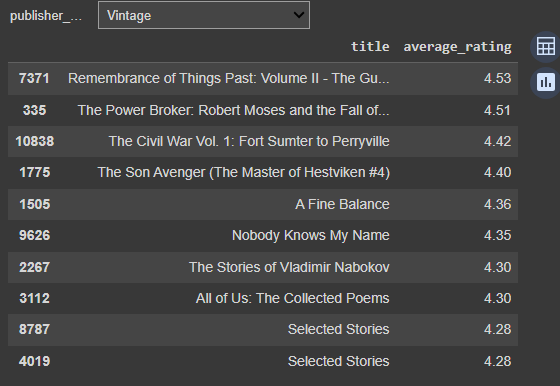 publisher_... Vintage
title average_rating
7371 Remembrance of Things Past: Volume II - The Gu... 4.53
335 The Power Broker: Robert Moses and the Fall of... 4.51
10838 The Civil War Vol. 1: Fort Sumter to Perryville 4.42
1775 The Son Avenger (The Master of Hestviken #4) 4.40
1505 A Fine Balance 4.36
9626 Nobody Knows My Name 4.35
2267 The Stories of Vladimir Nabokov 4.30
3112 All of Us: The Collected Poems 4.30
8787 Selected Stories 4.28
4019 Selected Stories 4.28